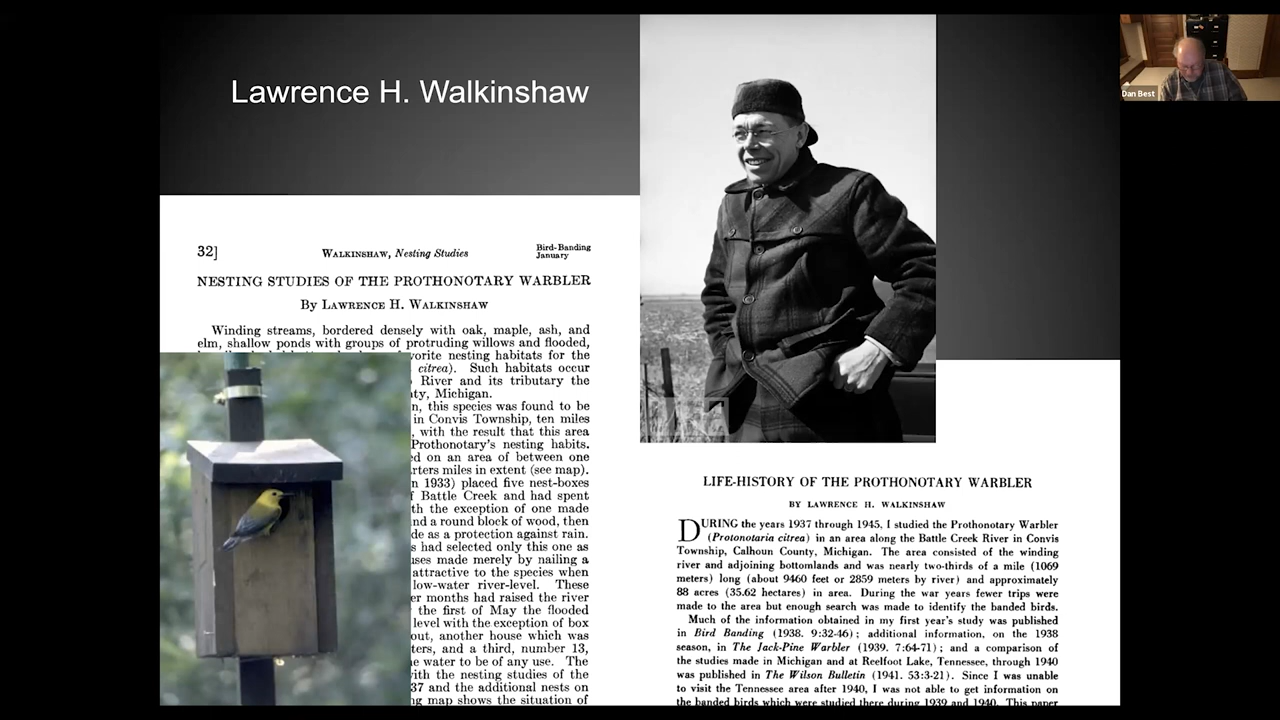 Lawrence H. Walkinshaw
Dan Best
32]
WALKINSHAW, Nesting Studies
Bird-Banding
January
NESTING STUDIES OF THE PROTHONOTARY WARBLER
By LAWRENCE H. WALKINSHAW
Winding streams, bordered densely with oak, maple, ash, and
elm, shallow ponds with groups of protruding willows and flooded,
favorite nesting habitats for the
citrea). Such habitats occur
River and its tributary the
ty, Michigan.
n, this species was found to be
in Convis Township, ten miles
, with the result that this area
Prothonotary's nesting habits.
d on an area of between one
rters miles in extent (see map).
n 1933) placed five nest-boxes
f Battle Creek and had spent
th the exception of one made
nd a round block of wood, then
de as a protection against rain.
s had selected only this one as
uses made merely by nailing a
attractive to the species when
low-water river-level. These
er months had raised the river
the first of May the flooded
level with the exception of box
out, another house which was
ters, and a third, number 13,
e water to be of any use. The
ith the nesting studies of the
37 and the additional nests on
g map shows the situation of
LIFE-HISTORY OF THE PROTHONOTARY WARBLER
BY LAWRENCE H. WALKINSHAW
DURING the years 1937 through 1945, I studied the Prothonotary Warbler
(Protonotaria citrea) in an area along the Battle Creek River in Convis
Township, Calhoun County, Michigan. The area consisted of the winding
river and adjoining bottomlands and was nearly two-thirds of a mile (1069
meters) long (about 9460 feet or 2859 meters by river) and approximately
88 acres (35.62 hectares) in area. During the war years fewer trips were
made to the area but enough search was made to identify the banded birds.
Much of the information obtained in my first year's study was published
in Bird Banding (1938. 9:32-46); additional information, on the 1938
season, in The Jack-Pine Warbler (1939. 7:64-71); and a comparison of
the studies made in Michigan and at Reelfoot Lake, Tennessee, through 1940
was published in The Wilson Bulletin (1941. 53:3-21). Since I was unable
to visit the Tennessee area after 1940, I was not able to get information on
the banded birds which were studied there during 1939 and 1940. This paper